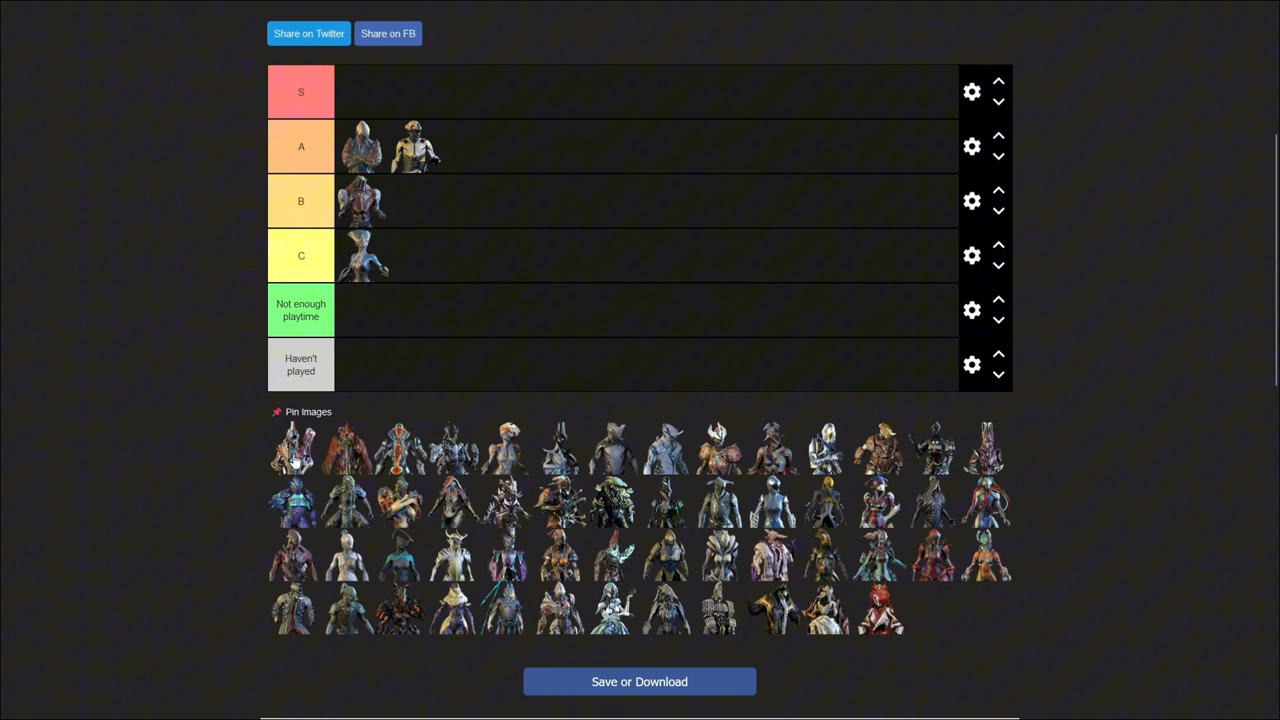 Share on Twitter
Share on FB
S
A
B
C
Not enough
playtime
Haven't
played
Pin Images
Save or Download